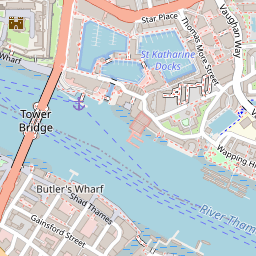 Star Place
Thomas More Street
Vaughan Way
St Katharine
Docks
Wharf
Tower
Bridge
Wapping Hi
Butler's Wharf
Shad Thames
Gainsford Street
River Tham